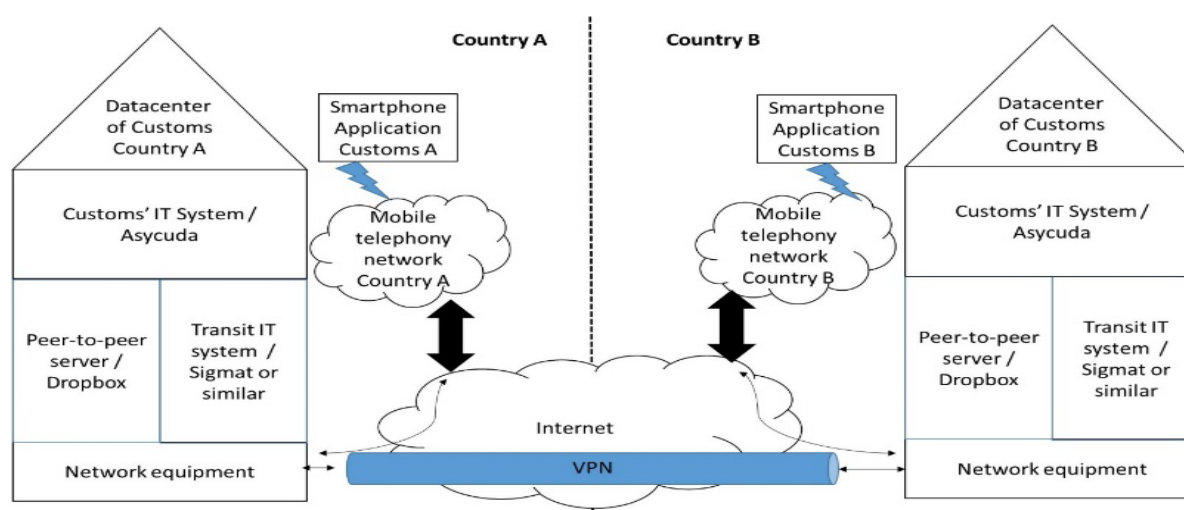 Country A
Country B
Datacenter
of Customs
Country A
Smartphone
Application
Customs A
Smartphone
Application
Customs B
Datacenter
of Customs
Country B
Customs' IT System /
Asycuda
Mobile
telephony
network
Country A
Mobile
telephony
network
Country B
Customs' IT System /
Asycuda
Peer-to-peer
server /
Dropbox
Transit IT
system /
Sigmat or
similar
Peer-to-peer
server /
Dropbox
Transit IT
system /
Sigmat or
similar
Internet
Network equipment
VPN
Network equipment